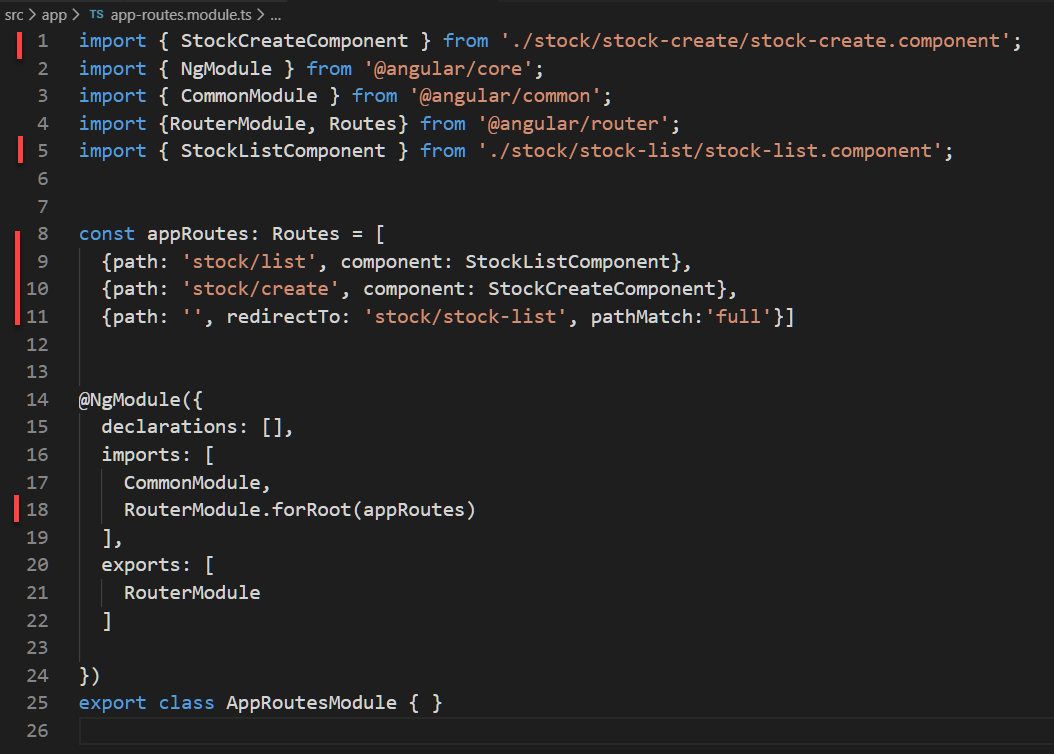 src > app > TS app-routes.module.ts > ...
1 import { StockCreateComponent } from './stock/stock-create/stock-create.component';
2 import { NgModule } from '@angular/core';
3 import { CommonModule } from '@angular/common';
4 import {RouterModule, Routes} from '@angular/router';
5 import { StockListComponent } from './stock/stock-list/stock-list.component';
6
7
8 const appRoutes: Routes = [
9   {path: 'stock/list', component: StockListComponent},
10   {path: 'stock/create', component: StockCreateComponent},
11   {path: '', redirectTo: 'stock/stock-list', pathMatch:'full'}]
12
13
14 @NgModule({
15   declarations: [],
16   imports: [
17     CommonModule,
18     RouterModule.forRoot(appRoutes)
19   ],
20   exports: [
21     RouterModule
22   ]
23
24 })
25 export class AppRoutesModule { }
26